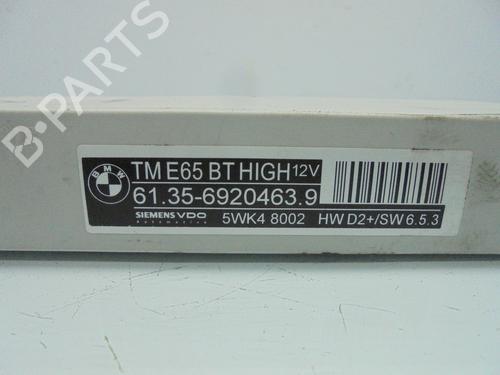 B-PARTS
BMW
TM E65 BT HIGH 12V
61.35-6920463.9
SIEMENS VDO
Automotive
5WK4 8002 HW D2+/SW 6.5.3